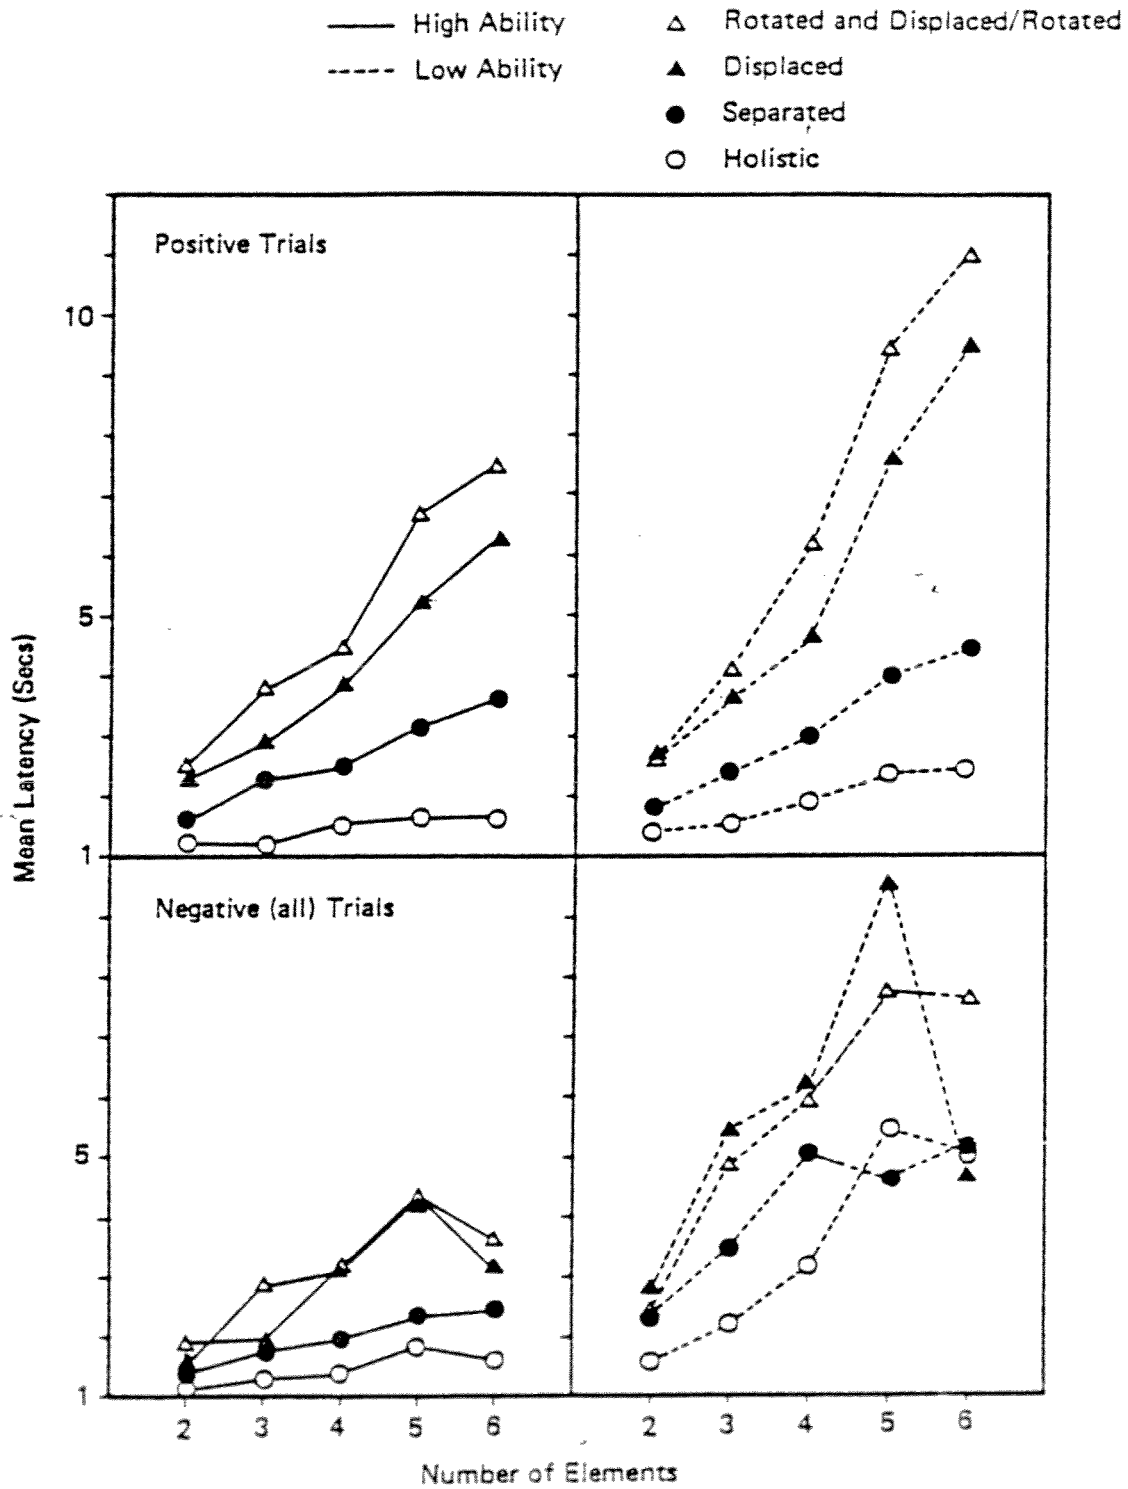 High Ability
Low Ability
Rotated and Displaced/Rotated
Displaced
Separated
Holistic
Positive Trials
10
5
1
Mean Latency (Secs)
Negative (all) Trials
5
1
2 3 4 5 6 2 3 4 5 6
Number of Elements